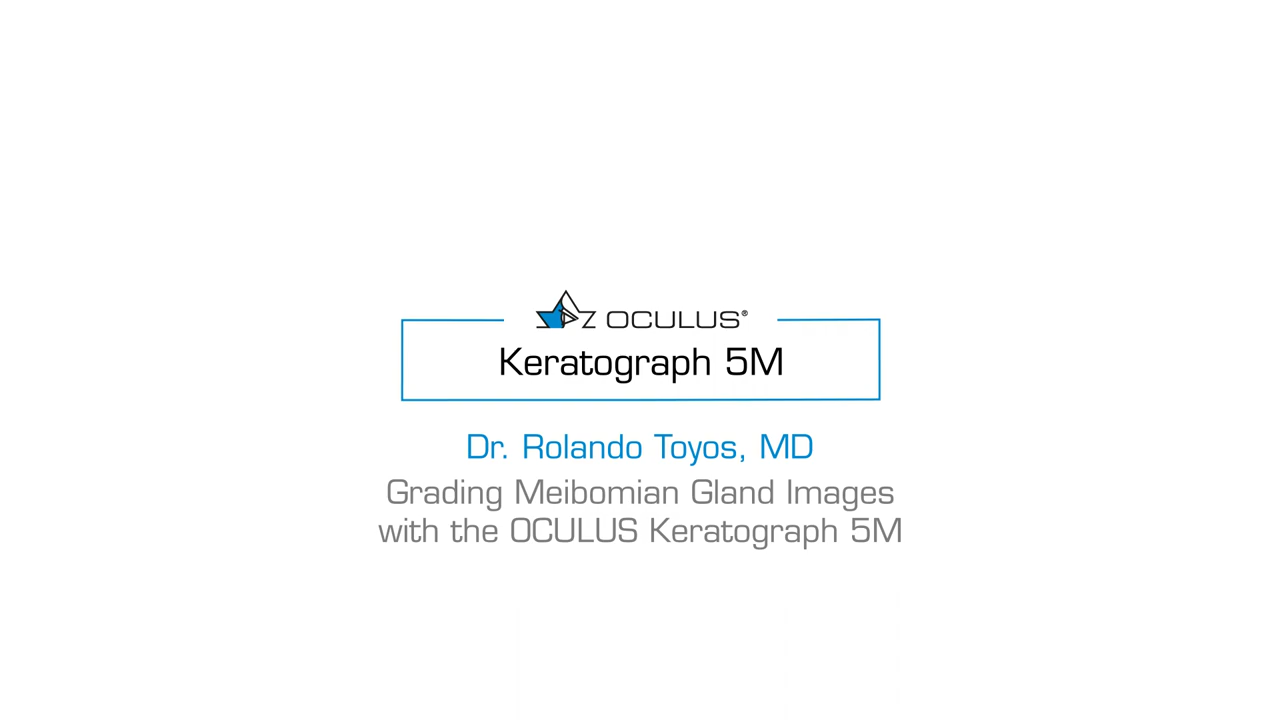 OCULUS®
Keratograph 5M
Dr. Rolando Toyos, MD
Grading Meibomian Gland Images
with the OCULUS Keratograph 5M